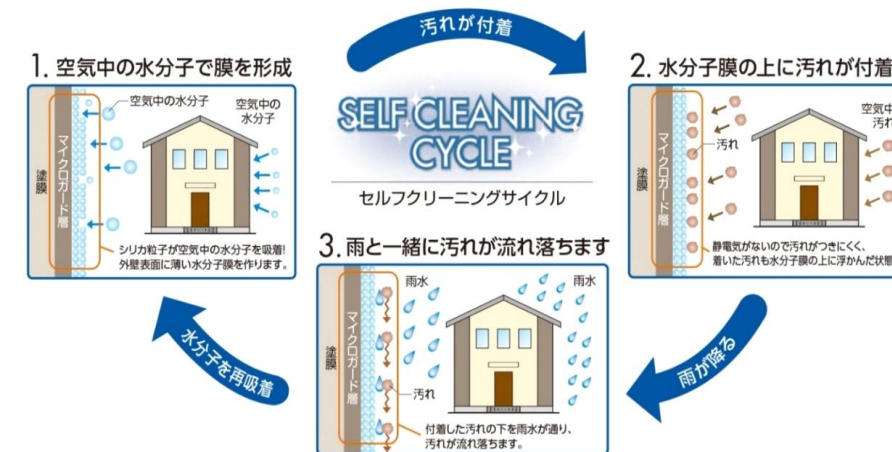 汚れが付着
1. 空気中の水分子で膜を形成
空気中の水分子
空気中の
水分子
塗膜
マイクロガード層
シリカ粒子が空気中の水分子を吸着!
外壁表面に薄い水分子膜を作ります。
SELF CLEANING
CYCLE
セルフクリーニングサイクル
2. 水分子膜の上に汚れが付着
空気中
汚れ
汚れ
塗膜
マイクロガード層
静電気がないので汚れがつきにくく、
着いた汚れも水分子膜の上に浮かんだ状態
雨が降る
3. 雨と一緒に汚れが流れ落ちます
雨水
雨水
塗膜
マイクロガード層
汚れ
付着した汚れの下を雨水が通り、
汚れが流れ落ちます。
水分子を再吸着